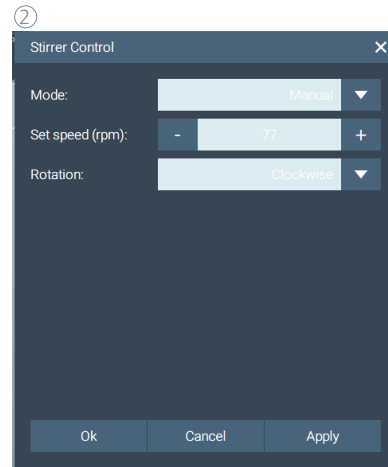 ②
Stirrer Control ×
Mode: Manual
Set speed (rpm): - 77 +
Rotation: Clockwise
Ok Cancel Apply